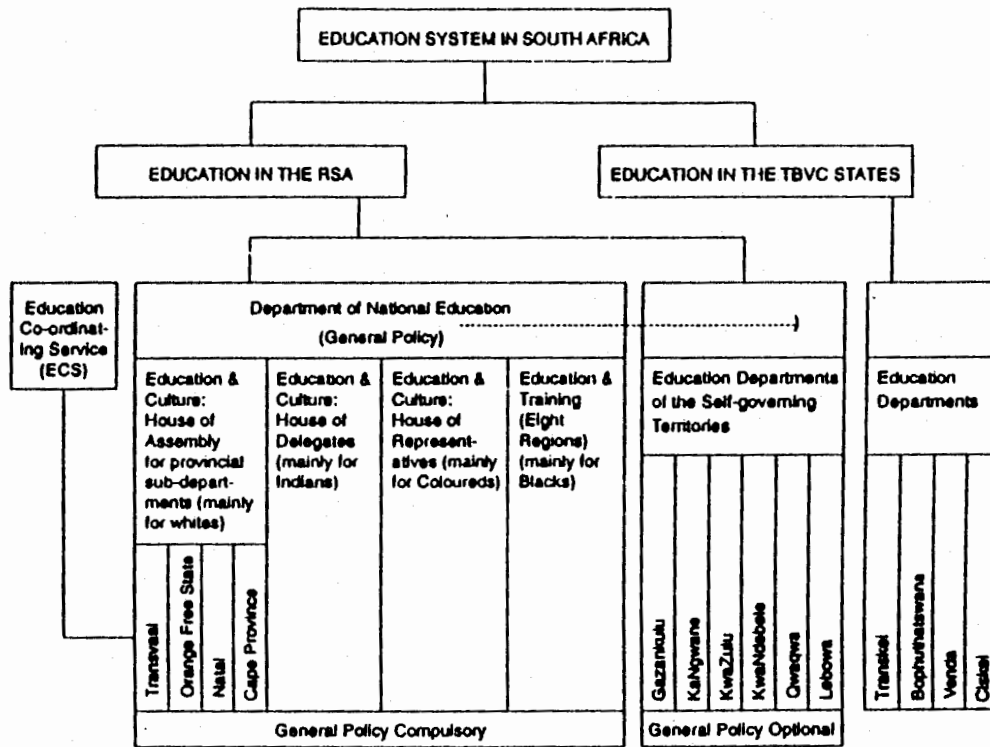 EDUCATION SYSTEM IN SOUTH AFRICA
EDUCATION IN THE RSA
EDUCATION IN THE TBVC STATES
Education
Co-ordinat-
ing Service
(ECS)
Department of National Education
(General Policy)
Education &
Culture:
House of
Assembly
for provincial
sub-depart-
ments (mainly
for whites)
Education &
Culture:
House of
Delegates
(mainly for
Indians)
Education &
Culture:
House of
Represent-
atives (mainly
for Coloureds)
Education &
Training
(Eight
Regions)
(mainly for
Blacks)
Education Departments
of the Self-governing
Territories
Education
Departments
Transvaal
Orange Free State
Natal
Cape Province
Gazankulu
KaNgwane
KwaZulu
KwaNdebele
Qwaqwa
Lebowa
Transkei
Bophuthatswana
Venda
Ciskei
General Policy Compulsory
General Policy Optional